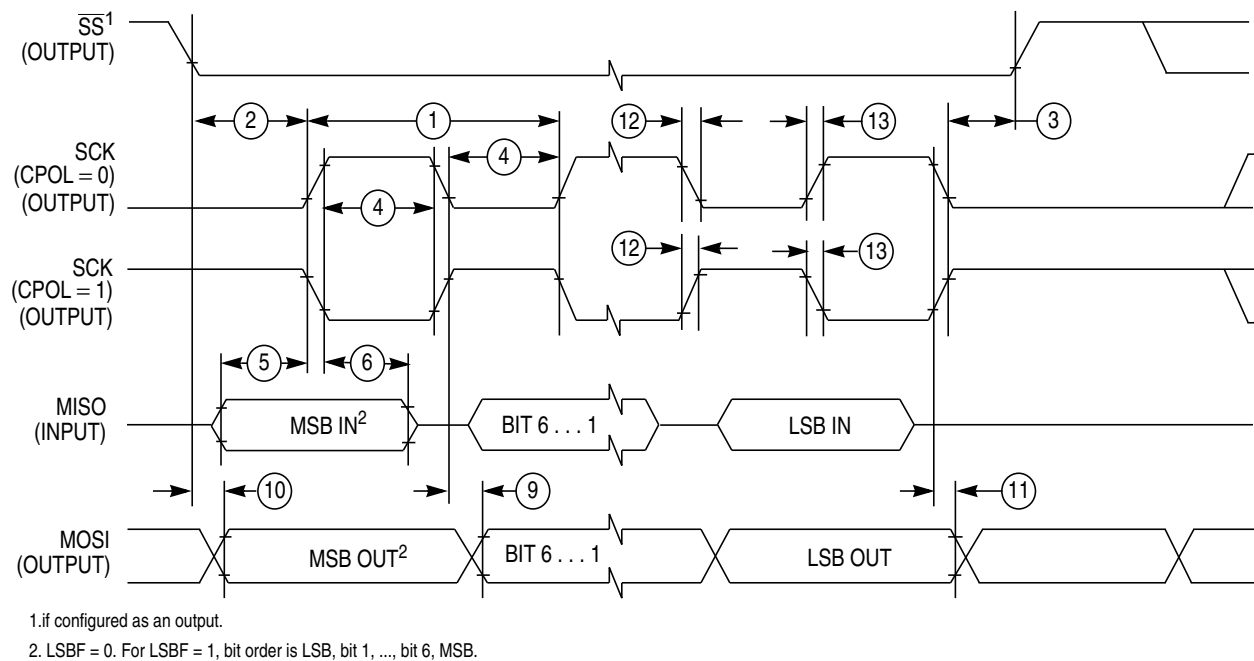 SS¹
(OUTPUT)
2
1
12
13
3
SCK
(CPOL = 0)
(OUTPUT)
4
4
SCK
(CPOL = 1)
(OUTPUT)
12
13
5
6
MISO
(INPUT)
MSB IN²
BIT 6 . . . 1
LSB IN
10
9
11
MOSI
(OUTPUT)
MSB OUT²
BIT 6 . . . 1
LSB OUT
1.if configured as an output.
2. LSBF = 0. For LSBF = 1, bit order is LSB, bit 1, ..., bit 6, MSB.